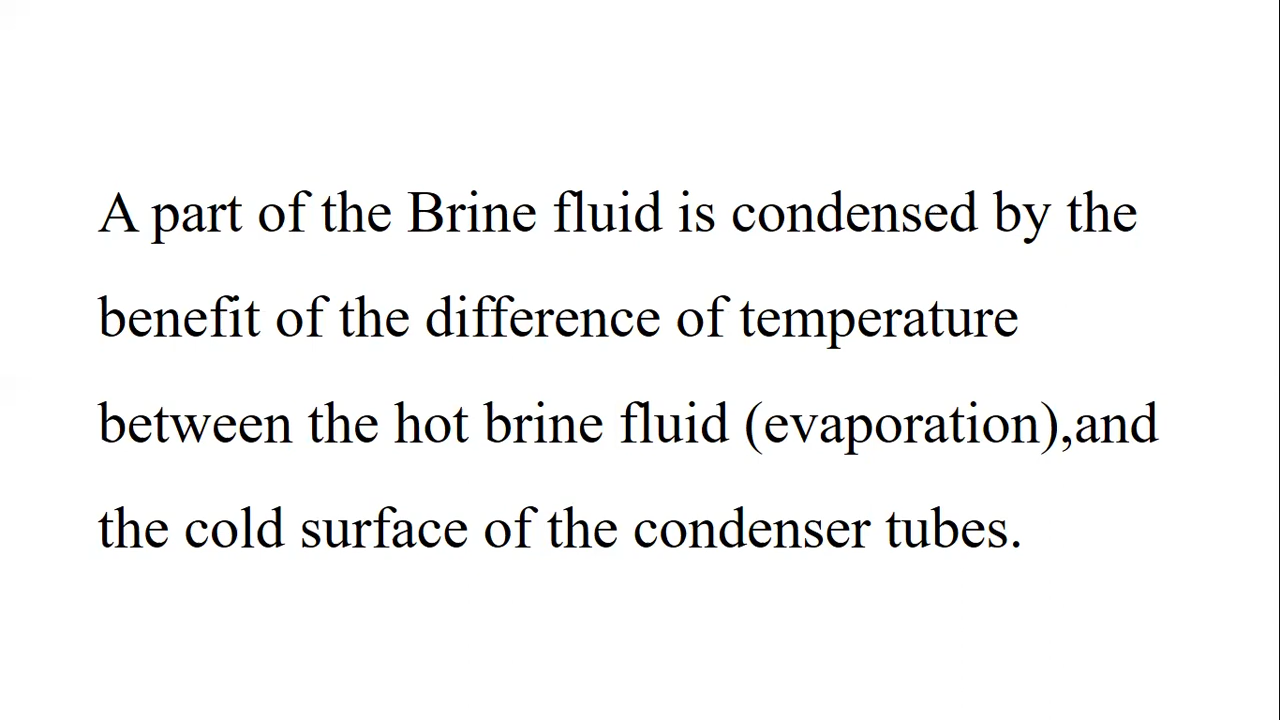 A part of the Brine fluid is condensed by the
benefit of the difference of temperature
between the hot brine fluid (evaporation),and
the cold surface of the condenser tubes.